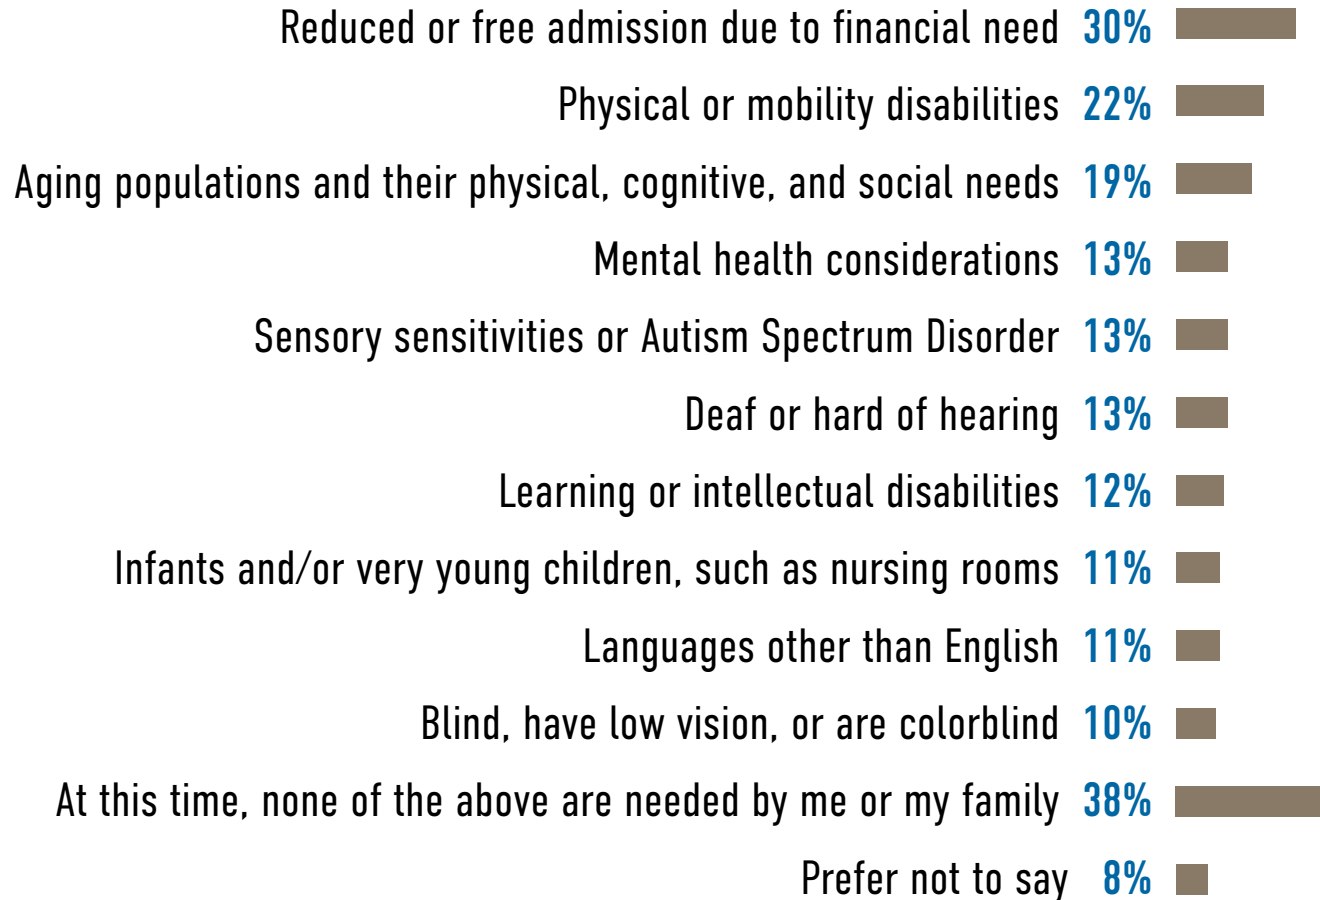 Reduced or free admission due to financial need 30%
Physical or mobility disabilities 22%
Aging populations and their physical, cognitive, and social needs 19%
Mental health considerations 13%
Sensory sensitivities or Autism Spectrum Disorder 13%
Deaf or hard of hearing 13%
Learning or intellectual disabilities 12%
Infants and/or very young children, such as nursing rooms 11%
Languages other than English 11%
Blind, have low vision, or are colorblind 10%
At this time, none of the above are needed by me or my family 38%
Prefer not to say 8%